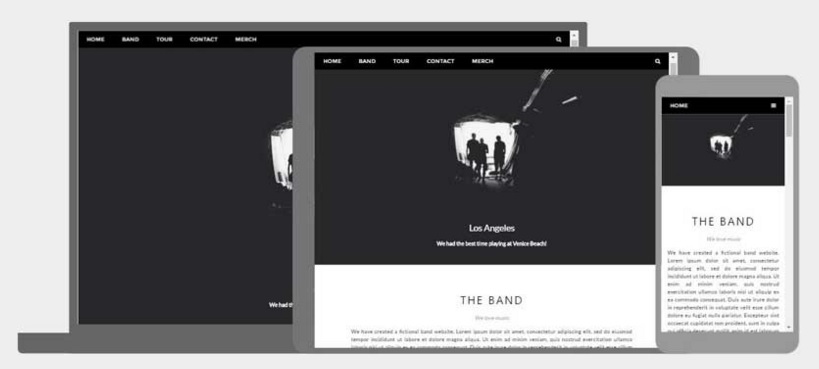 HOME BAND TOUR CONTACT MERCH
We had t
HOME BAND TOUR CONTACT MERCH
Los Angeles
We had the best time playing at Venice Beach!
THE BAND
We love music
We have created a fictional band website. Lorem ipsum dolor sit amet, consectetur adipiscing elit, sed do eiusmod
tempor incididunt ut labore et dolore magna aliqua. Ut enim ad minim veniam, quis nostrud exercitation ullamco
HOME
THE BAND
We love music
We have created a fictional band website.
Lorem ipsum dolor sit amet, consectetur
adipiscing elit, sed do eiusmod tempor
incididunt ut labore et dolore magna aliqua. Ut
enim ad minim veniam, quis nostrud
exercitation ullamco laboris nisi ut aliquip ex
ea commodo consequat. Duis aute irure dolor
in reprehenderit in voluptate velit esse cillum
dolore eu fugiat nulla pariatur. Excepteur sint
occaecat cupidatat non proident, sunt in culpa